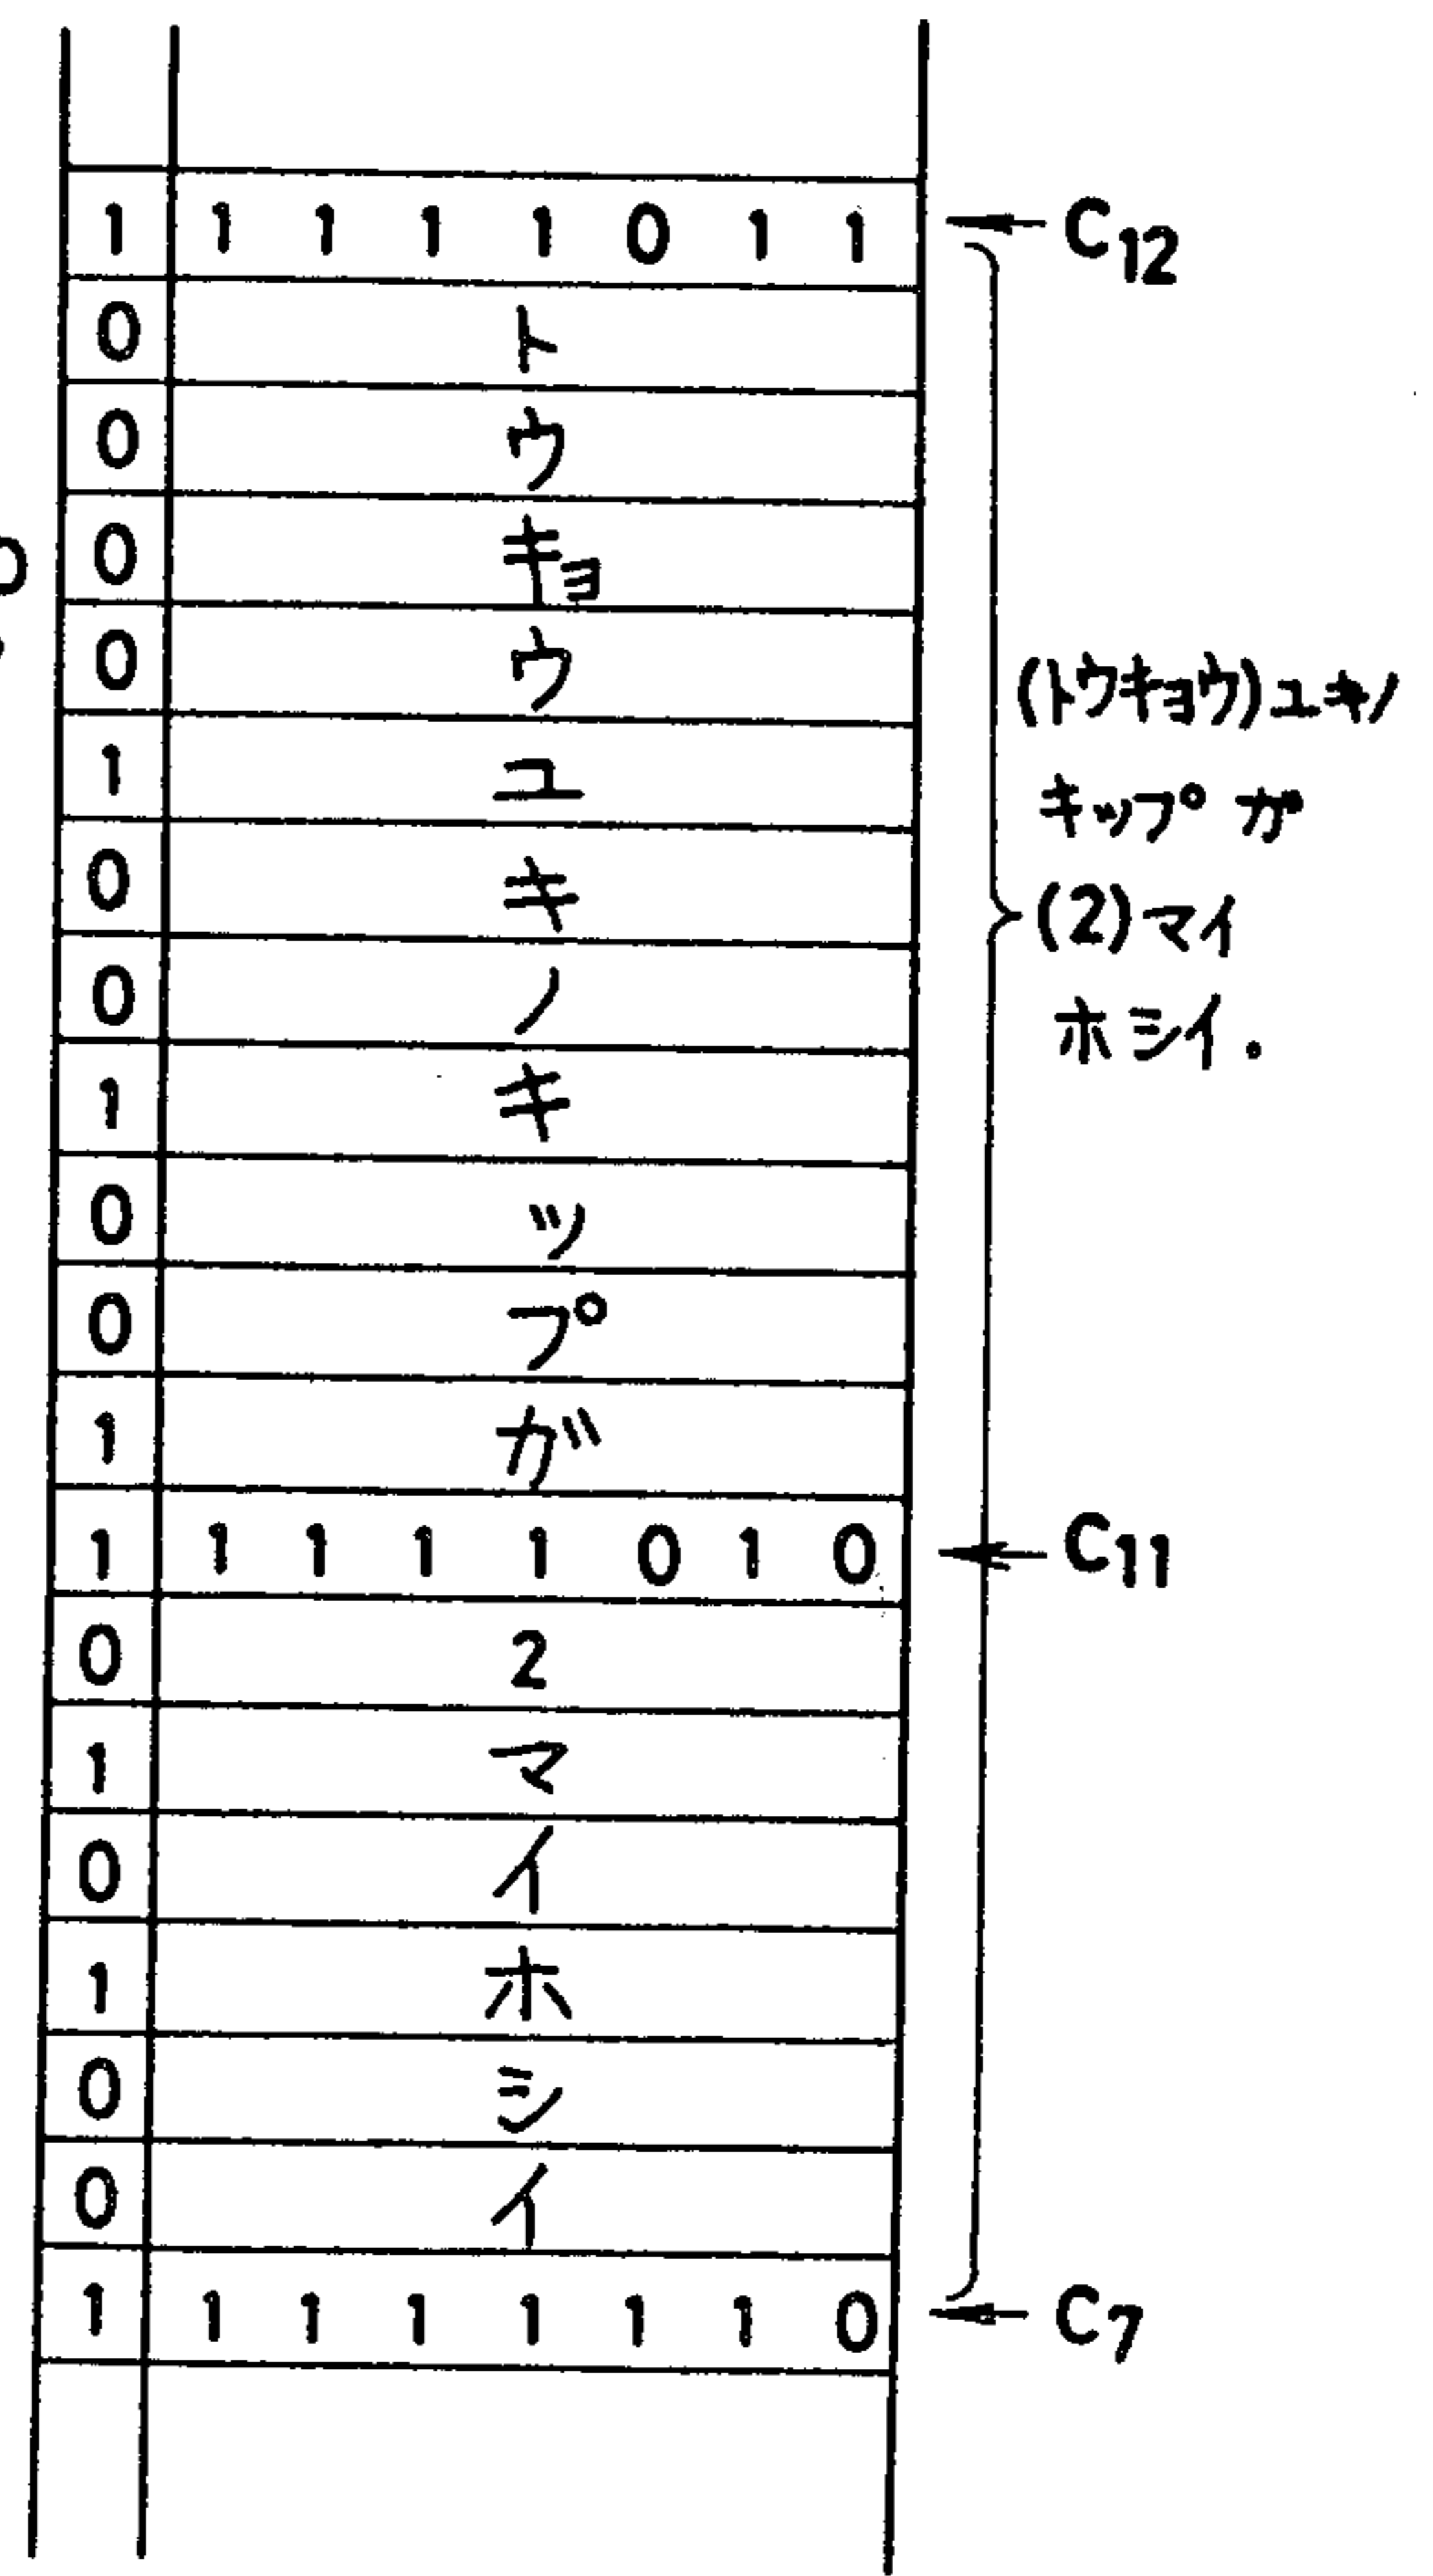 1 1 1 1 1 0 1 1 ← C12
0 ト
0 ウ
0 キョ
0 ウ
1 ユ
0 キ
0 ノ
1 キ
0 ッ
0 プ
1 ガ
1 1 1 1 1 0 1 0 ← C11
0 2
1 マ
0 イ
1 ホ
0 シ
0 イ
1 1 1 1 1 1 1 0 ← C7
(トウキョウ)ユキノ
キップ ガ
(2)マイ
ホシイ.